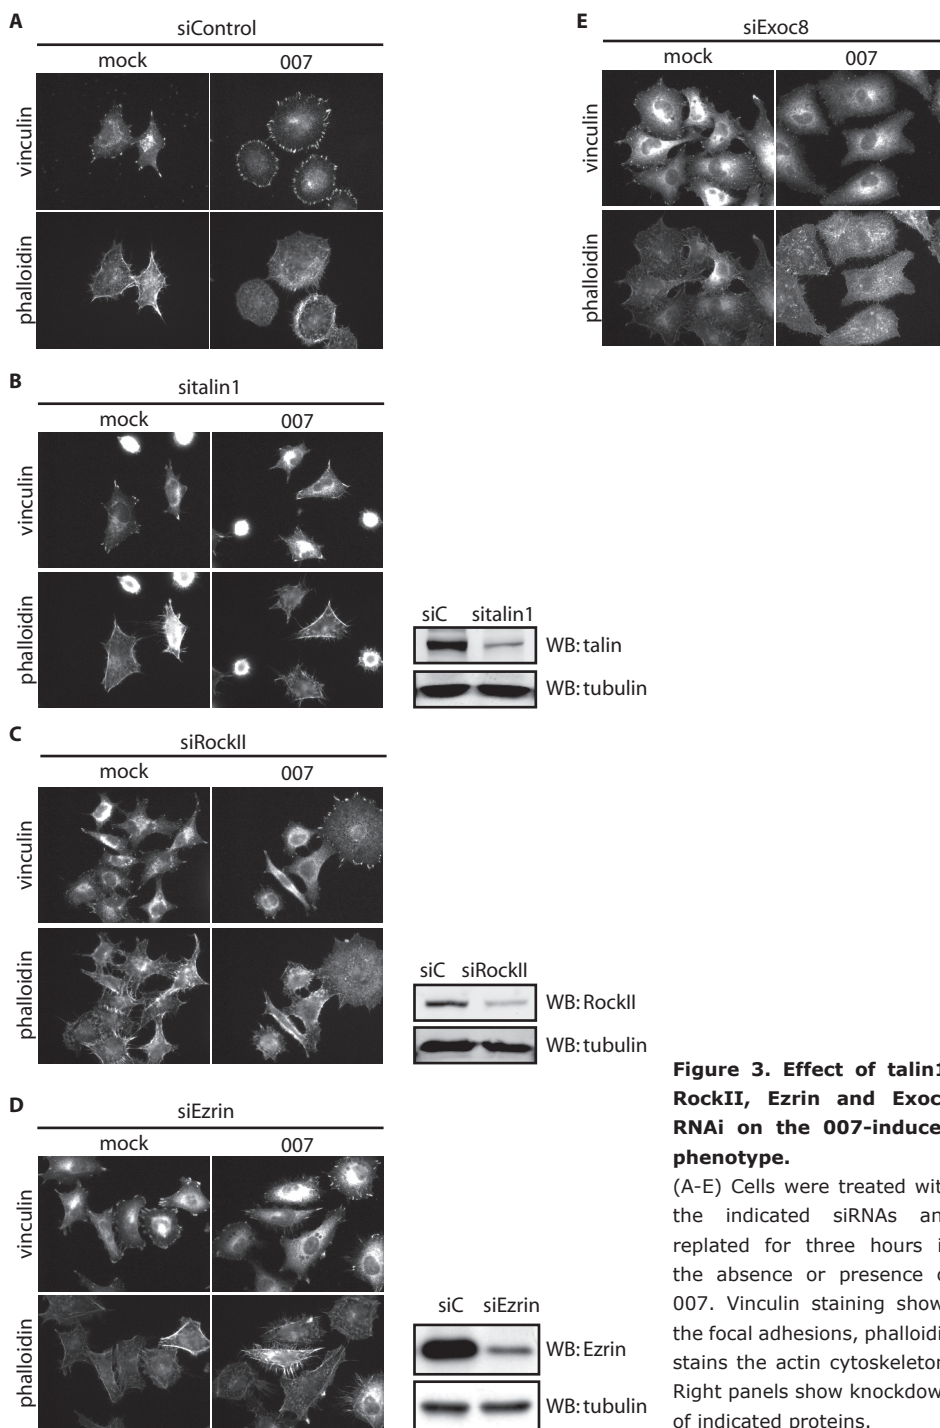 A
siControl
mock 007
vinculin
phalloidin
B
sitalin1
mock 007
vinculin
phalloidin
siC sitalin1
WB: talin
WB: tubulin
C
siRockII
mock 007
vinculin
phalloidin
siC siRockII
WB: RockII
WB: tubulin
D
siEzrin
mock 007
vinculin
phalloidin
siC siEzrin
WB: Ezrin
WB: tubulin
E
siExoc8
mock 007
vinculin
phalloidin
Figure 3. Effect of talin1
RockII, Ezrin and Exoc
RNAi on the 007-induce
phenotype.
(A-E) Cells were treated wit
the indicated siRNAs an
replated for three hours i
the absence or presence o
007. Vinculin staining show
the focal adhesions, phalloidi
stains the actin cytoskeleton
Right panels show knockdow
of indicated proteins.